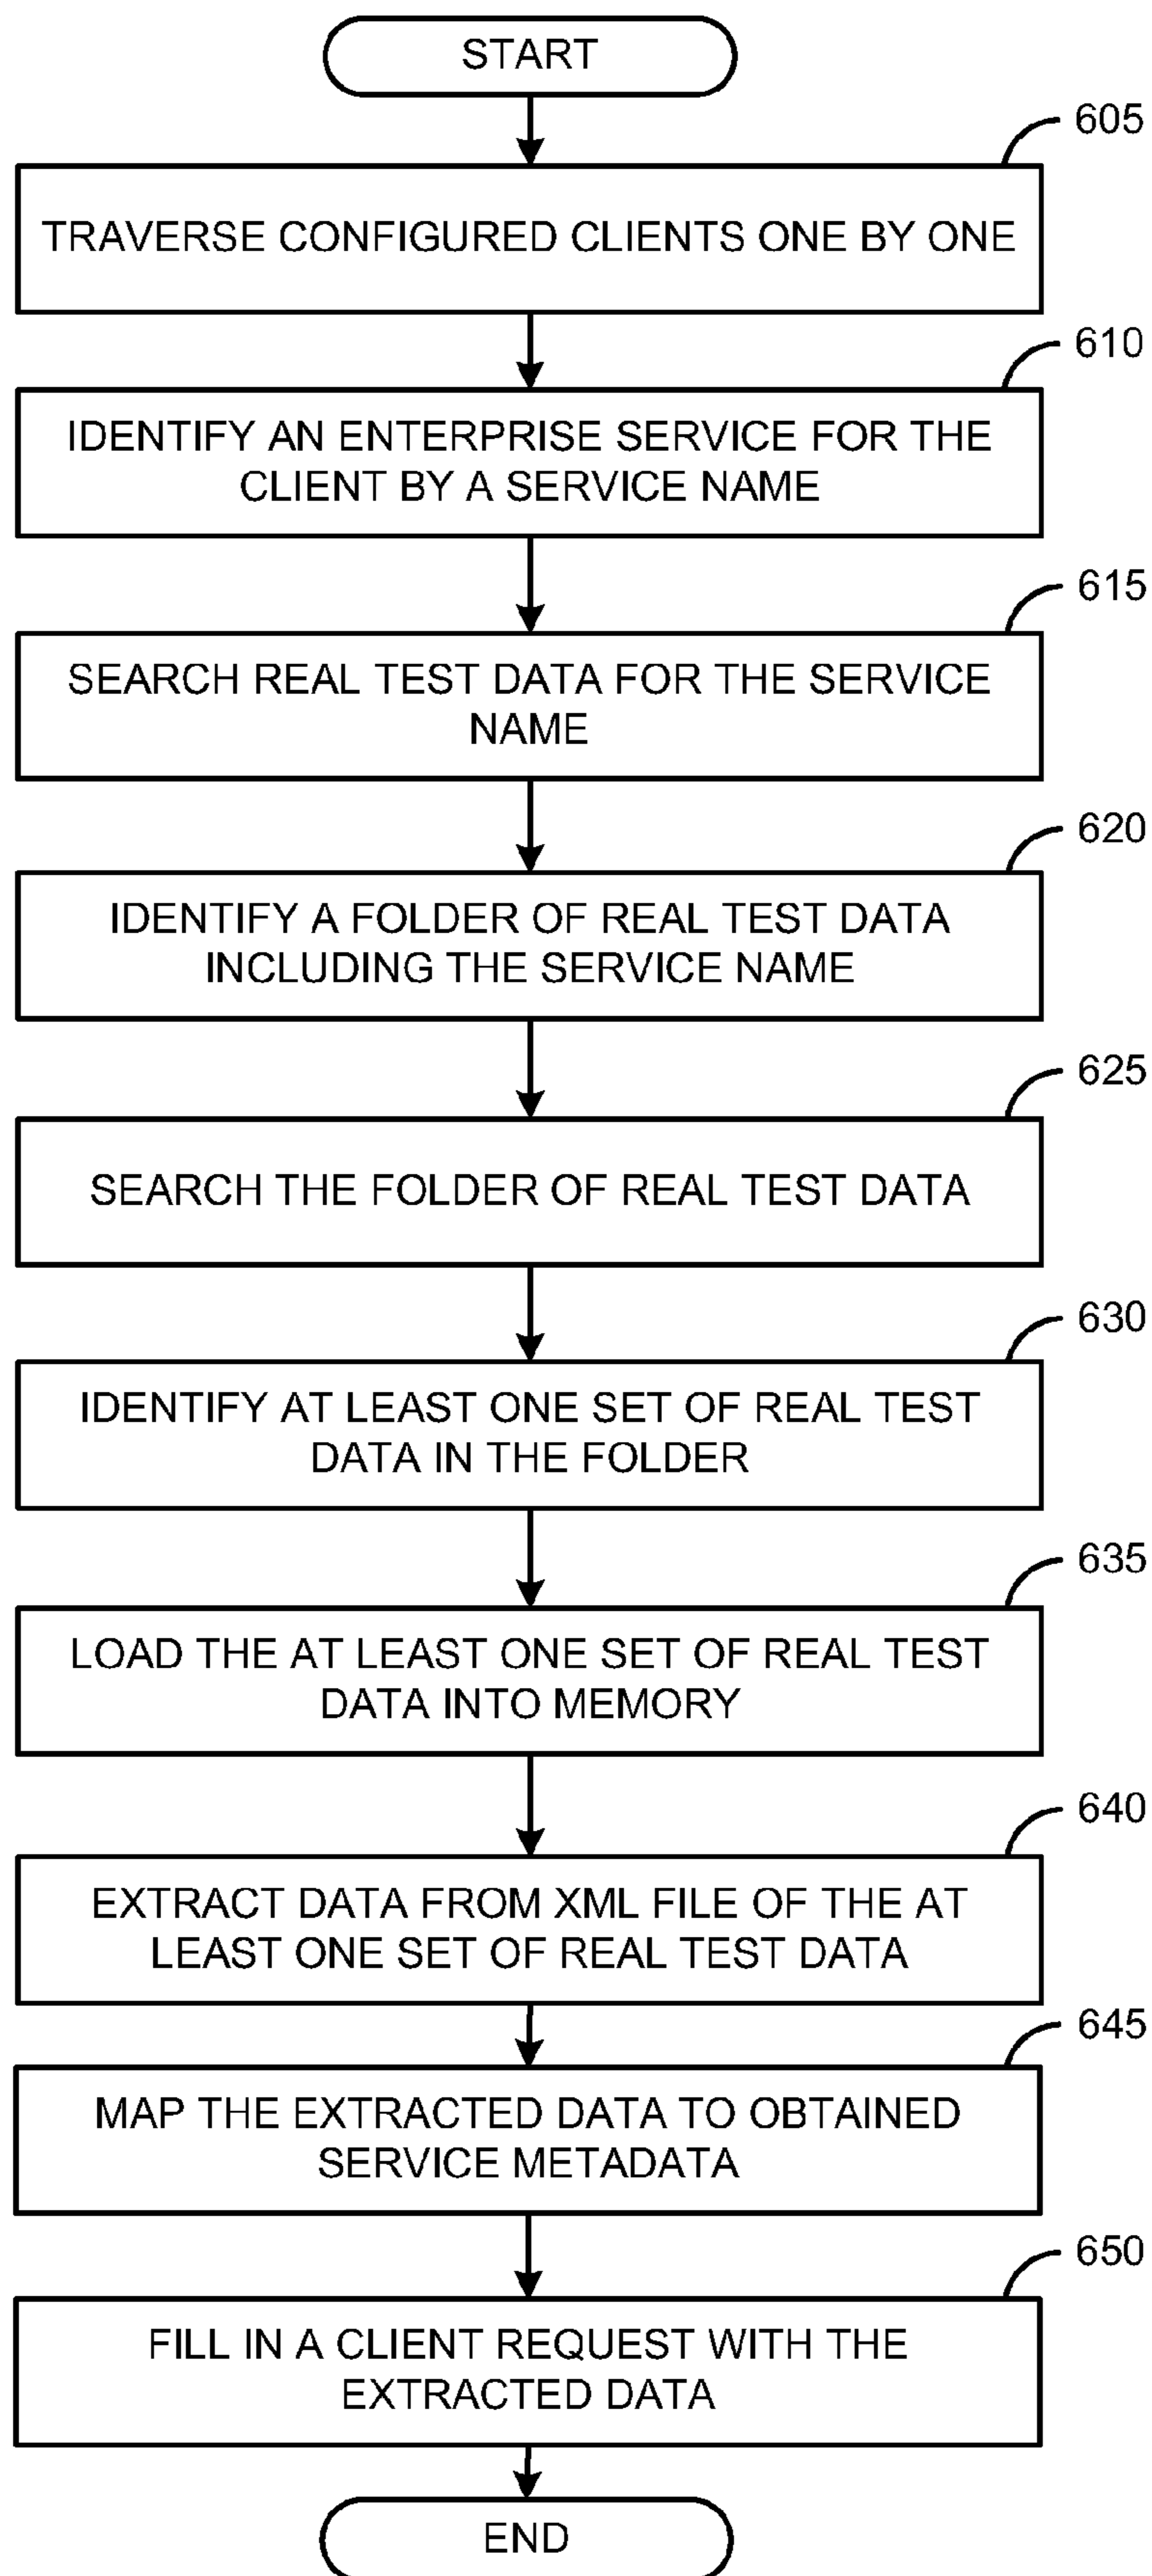 START
605
TRAVERSE CONFIGURED CLIENTS ONE BY ONE
610
IDENTIFY AN ENTERPRISE SERVICE FOR THE
CLIENT BY A SERVICE NAME
615
SEARCH REAL TEST DATA FOR THE SERVICE
NAME
620
IDENTIFY A FOLDER OF REAL TEST DATA
INCLUDING THE SERVICE NAME
625
SEARCH THE FOLDER OF REAL TEST DATA
630
IDENTIFY AT LEAST ONE SET OF REAL TEST
DATA IN THE FOLDER
635
LOAD THE AT LEAST ONE SET OF REAL TEST
DATA INTO MEMORY
640
EXTRACT DATA FROM XML FILE OF THE AT
LEAST ONE SET OF REAL TEST DATA
645
MAP THE EXTRACTED DATA TO OBTAINED
SERVICE METADATA
650
FILL IN A CLIENT REQUEST WITH THE
EXTRACTED DATA
END